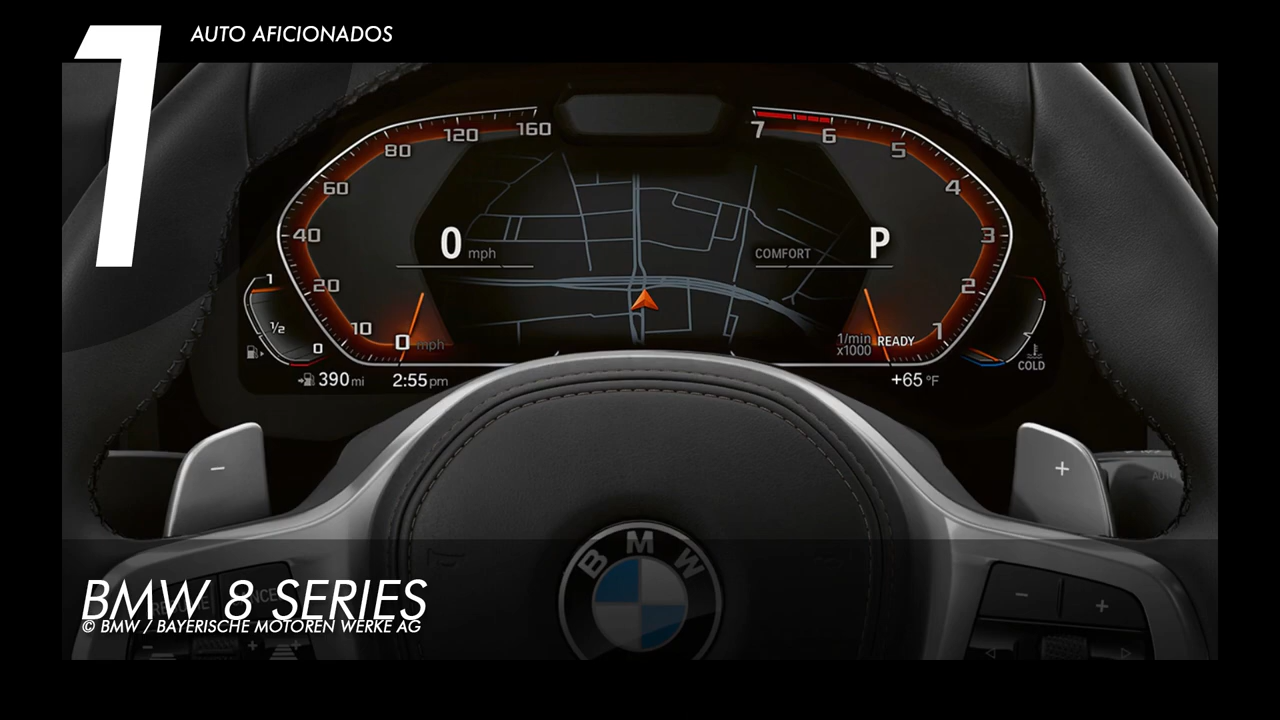 1
AUTO AFICIONADOS
160
120
80
60
40
20
10
0 mph
7
6
5
4
3
2
1
0 mph
COMFORT
P
1
1/2
0
1/min
x1000
READY
COLD
390 mi
2:55 pm
+65 °F
−
+
BMW
− +
BMW 8 SERIES
© BMW / BAYERISCHE MOTOREN WERKE AG